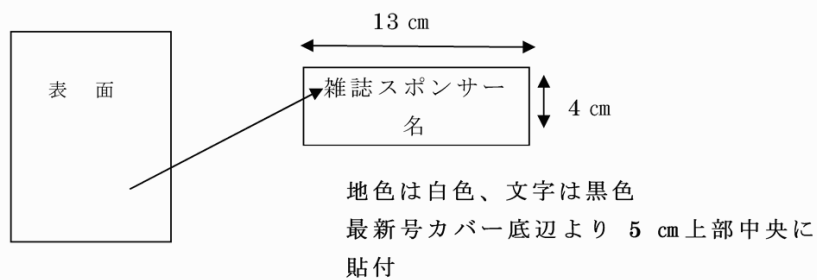 13 ㎝
表　面
雑誌スポンサー
名
4 ㎝
地色は白色、文字は黒色
最新号カバー底辺より 5 ㎝上部中央に
貼付